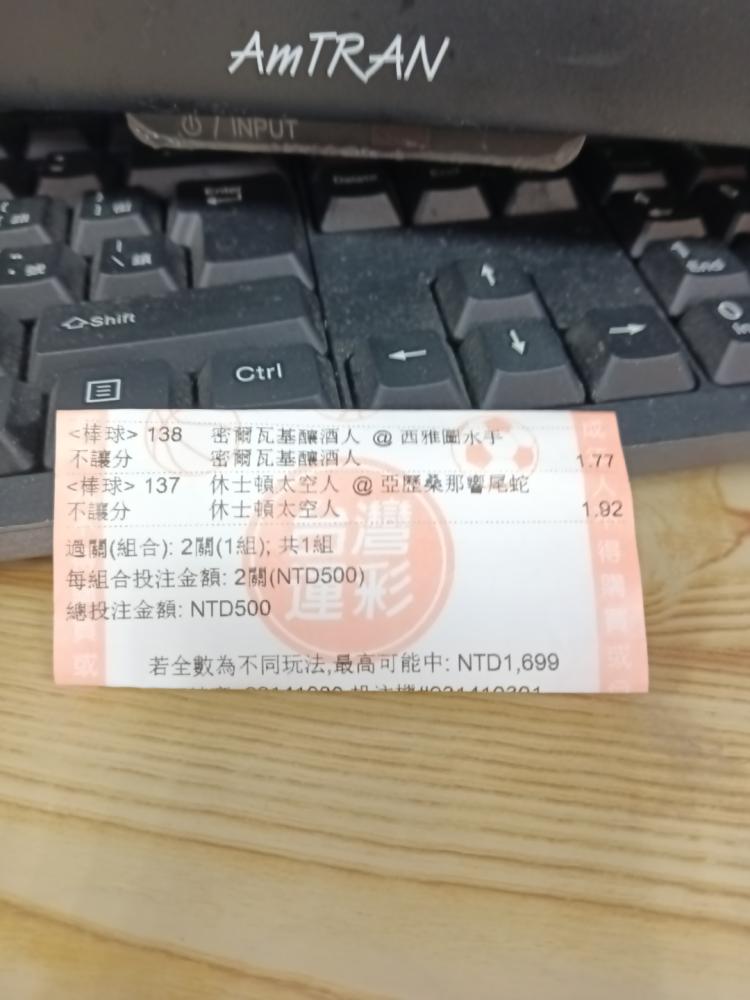 AmTRAN
⏻ / INPUT
Enter
Delete
End
Shift
Ctrl
<棒球> 138 密爾瓦基釀酒人 @ 西雅圖水手
不讓分 密爾瓦基釀酒人 1.77
<棒球> 137 休士頓太空人 @ 亞歷桑那響尾蛇
不讓分 休士頓太空人 1.92
過關(組合): 2關(1組); 共1組
每組合投注金額: 2關(NTD500)
總投注金額: NTD500
若全數為不同玩法,最高可能中: NTD1,699
台灣
運彩